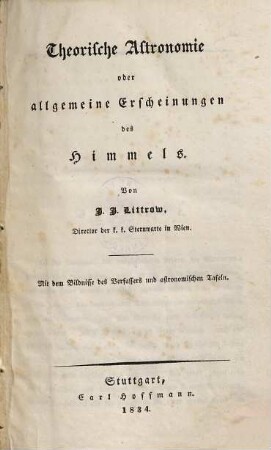 Theorische Astronomie
oder
allgemeine Erscheinungen
des
Himmels.
Von
J. J. Littrow,
Director der k. k. Sternwarte in Wien.
Mit dem Bildnisse des Verfassers und astronomischen Tafeln.
Stuttgart,
Carl Hoffmann.
1834.